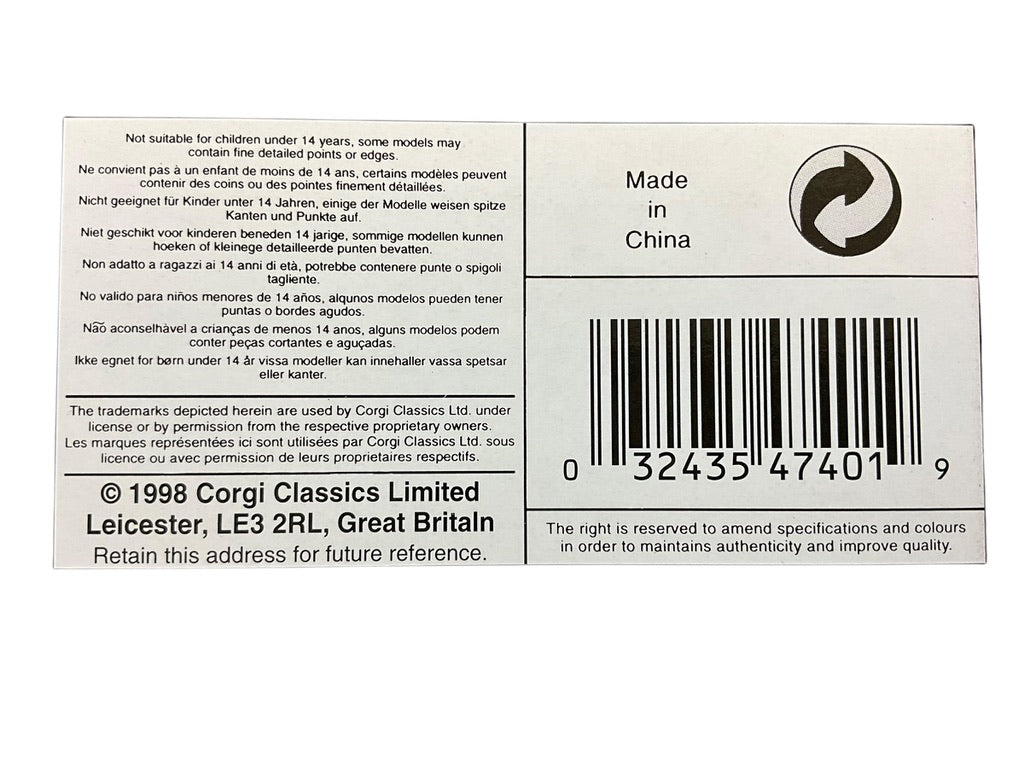 Not suitable for children under 14 years, some models may
contain fine detailed points or edges.
Ne convient pas à un enfant de moins de 14 ans, certains modèles peuvent
contenir des coins ou des pointes finement détaillées.
Nicht geeignet für Kinder unter 14 Jahren, einige der Modelle weisen spitze
Kanten und Punkte auf.
Niet geschikt voor kinderen beneden 14 jarige, sommige modellen kunnen
hoeken of kleinege detailleerde punten bevatten.
Non adatto a ragazzi ai 14 anni di età, potrebbe contenere punte o spigoli
tagliente.
No valido para niños menores de 14 años, alqunos modelos pueden tener
puntas o bordes agudos.
Não aconselhàvel a crianças de menos 14 anos, alguns modelos podem
conter peças cortantes e aguçadas.
Ikke egnet for børn under 14 år vissa modeller kan innehaller vassa spetsar
eller kanter.
The trademarks depicted herein are used by Corgi Classics Ltd. under
license or by permission from the respective proprietary owners.
Les marques représentées ici sont utilisées par Corgi Classics Ltd. sous
licence ou avec permission de leurs proprietaires respectifs.
© 1998 Corgi Classics Limited
Leicester, LE3 2RL, Great Britain
Retain this address for future reference.
Made
in
China
0 32435 47401 9
The right is reserved to amend specifications and colours
in order to maintains authenticity and improve quality.